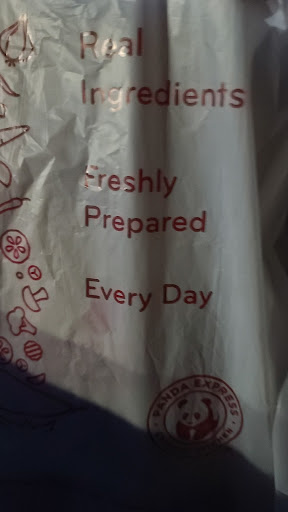 Real
Ingredients
Freshly
Prepared
Every Day
PANDA EXPRESS